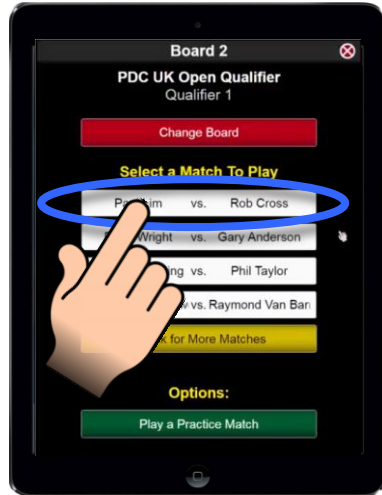 Board 2
PDC UK Open Qualifier
Qualifier 1
Change Board
Select a Match To Play
vs. Rob Cross
Wright vs. Gary Anderson
vs. Phil Taylor
vs. Raymond Van Bar
for More Matches
Options:
Play a Practice Match